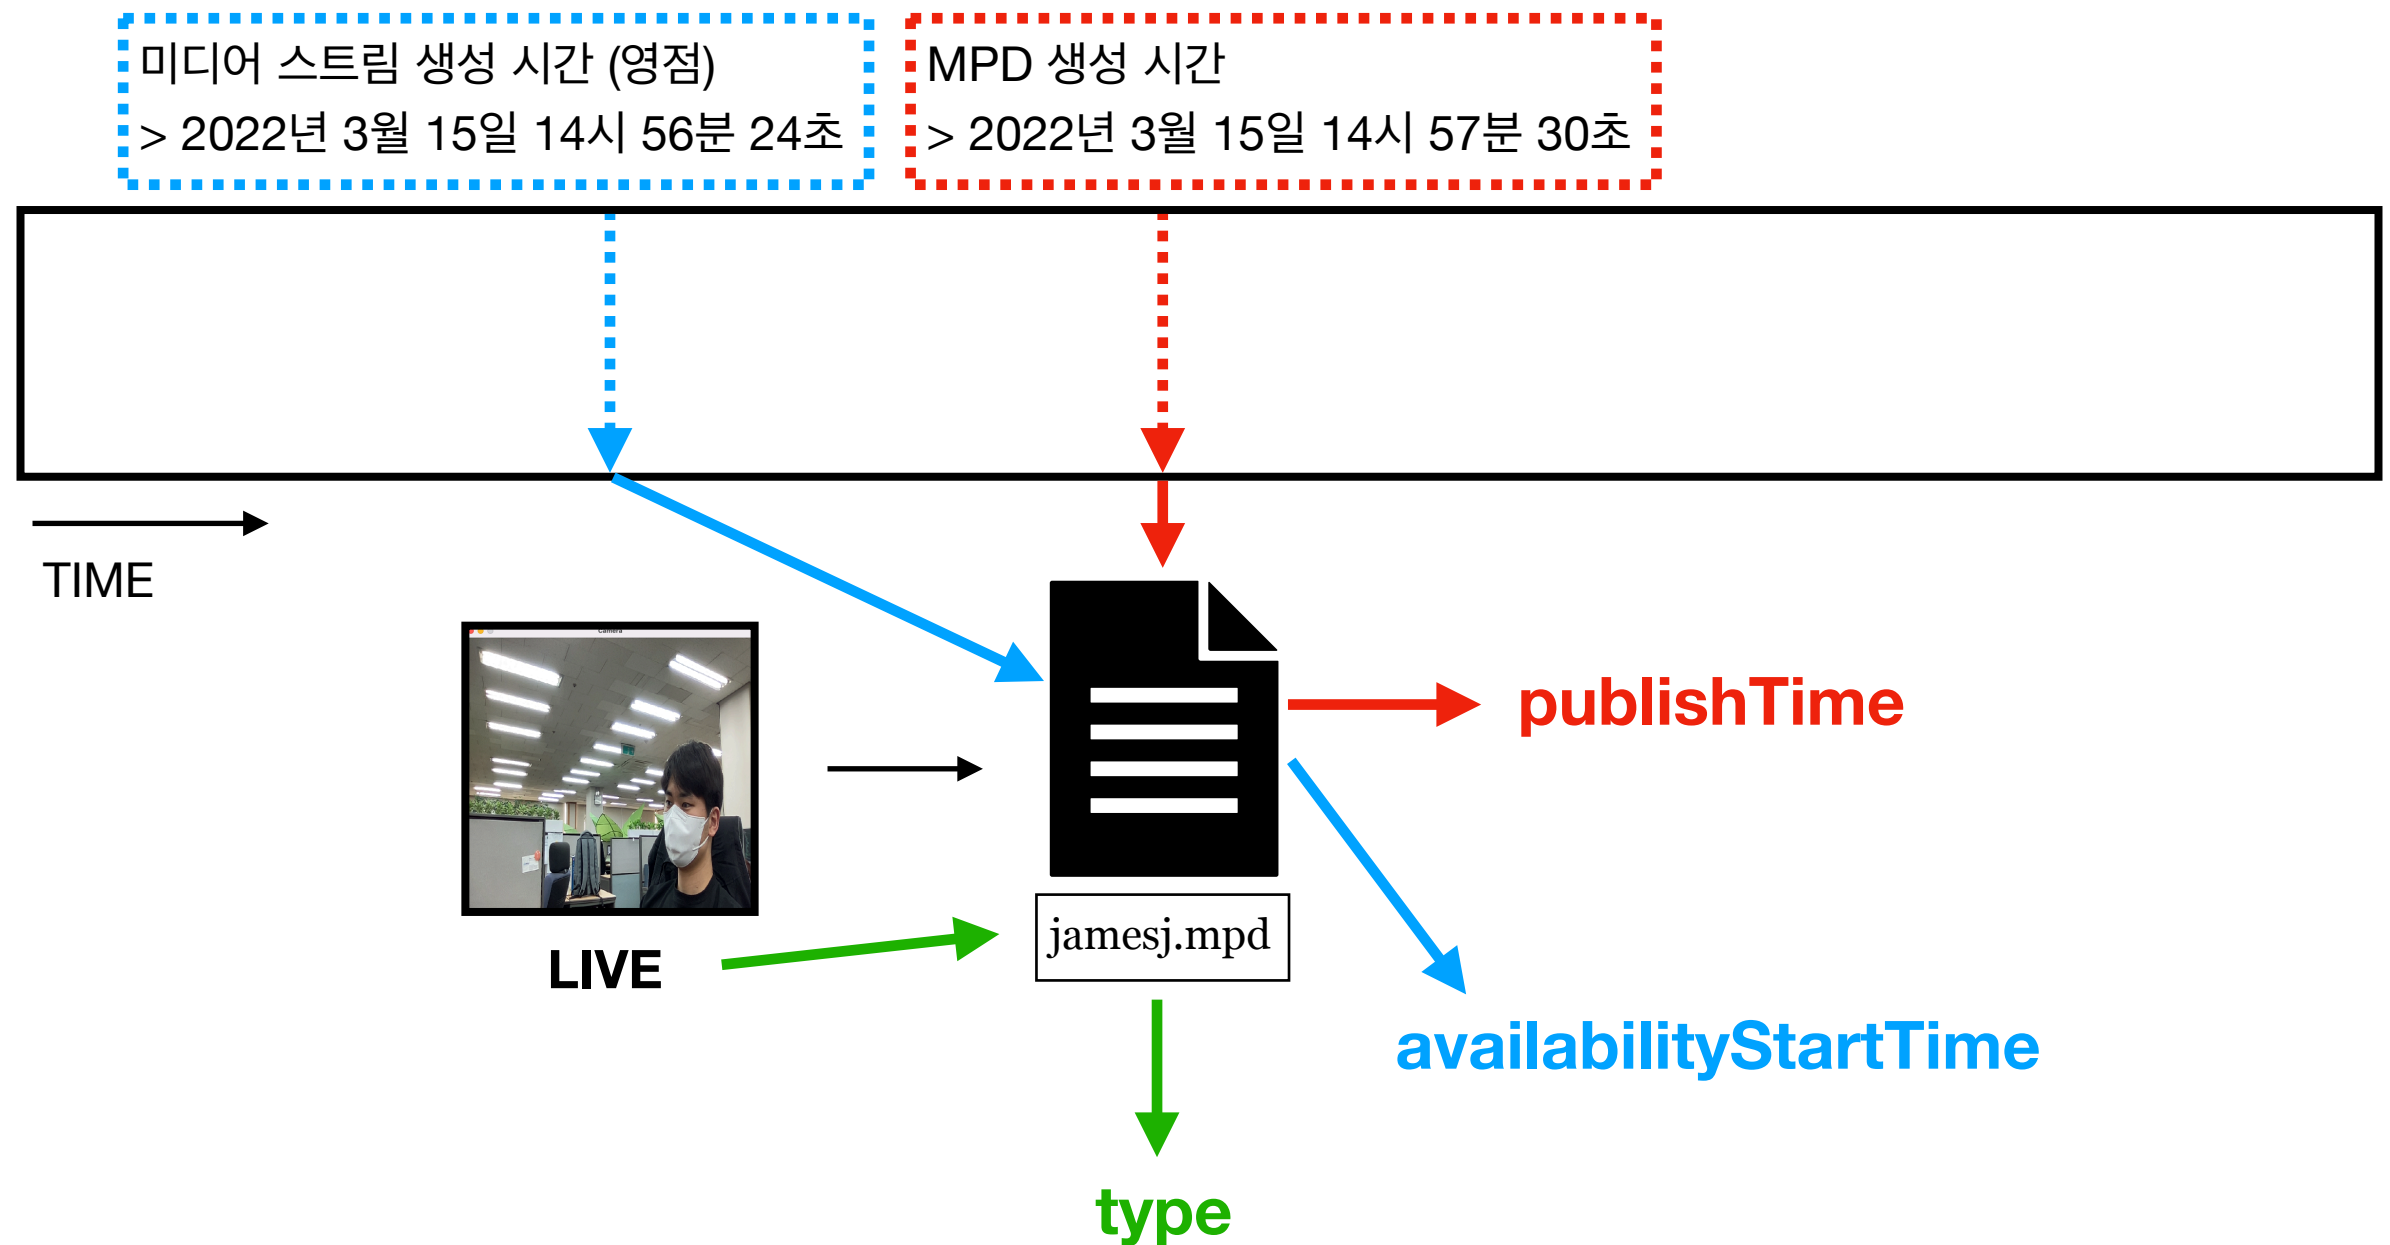 미디어 스트림 생성 시간 (영점)
> 2022년 3월 15일 14시 56분 24초
MPD 생성 시간
> 2022년 3월 15일 14시 57분 30초
TIME
Camera
LIVE
jamesj.mpd
publishTime
availabilityStartTime
type